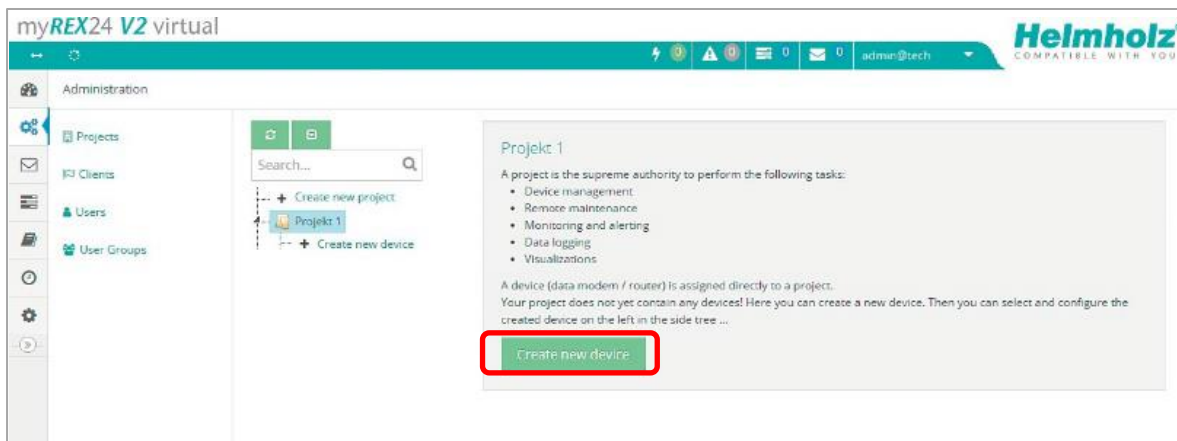 myREX24 V2 virtual
Helmholz
COMPATIBLE WITH YOU
0 0 0 0 admin@tech
Administration
Projects
Clients
Users
User Groups
Search...
Create new project
Projekt 1
Create new device
Projekt 1
A project is the supreme authority to perform the following tasks:
• Device management
• Remote maintenance
• Monitoring and alerting
• Data logging
• Visualizations
A device (data modem / router) is assigned directly to a project.
Your project does not yet contain any devices! Here you can create a new device. Then you can select and configure the
created device on the left in the side tree ...
Create new device